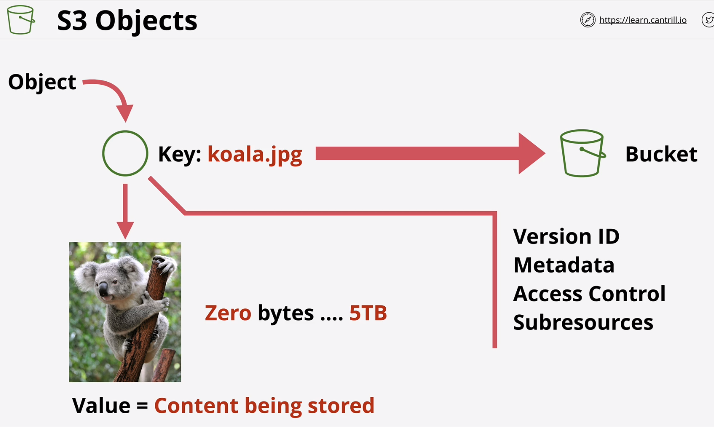 S3 Objects
https://learn.cantrill.io
Object
Key: koala.jpg
Bucket
Version ID
Metadata
Access Control
Subresources
Zero bytes .... 5TB
Value = Content being stored